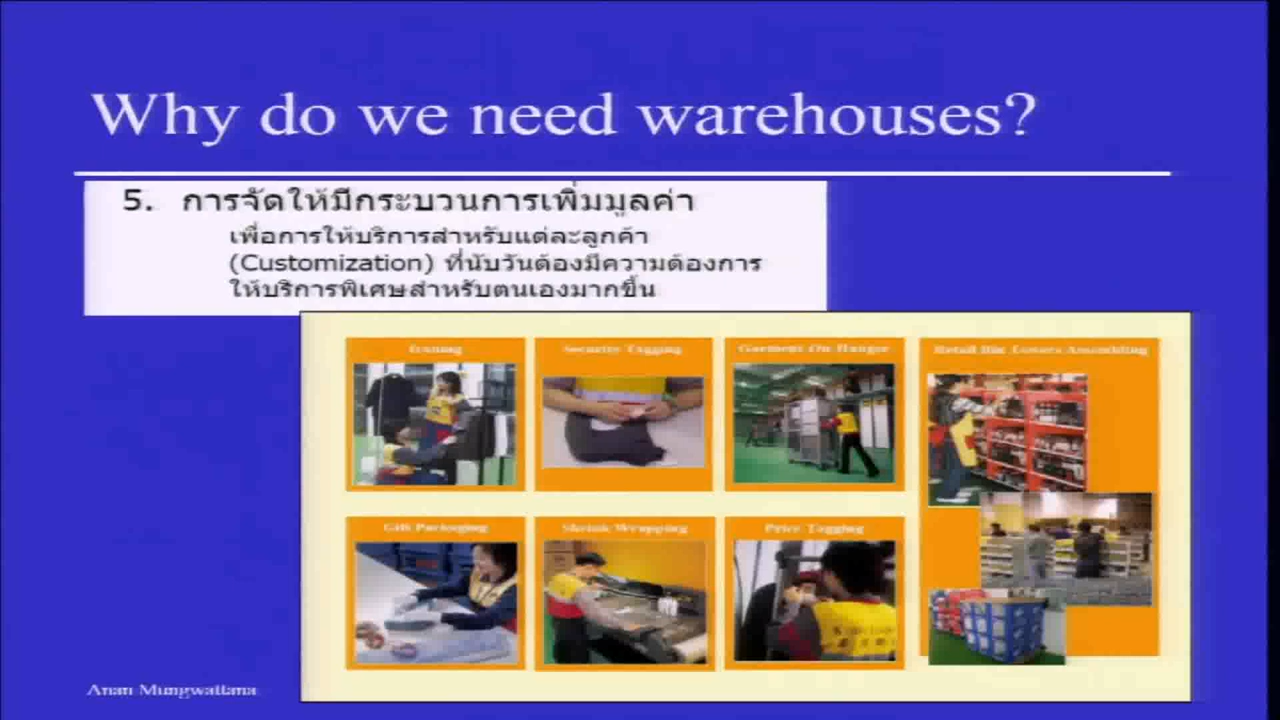 Why do we need warehouses?
5. การจัดให้มีกระบวนการเพิ่มมูลค่า
เพื่อการให้บริการสำหรับแต่ละลูกค้า
(Customization) ที่นับวันต้องมีความต้องการ
ให้บริการพิเศษสำหรับตนเองมากขึ้น
Ironing
Security Tagging
Garment On Hanger
Retail Assembling
Gift Packaging
Shrink Wrapping
Price Tagging
Anan Mungwattana